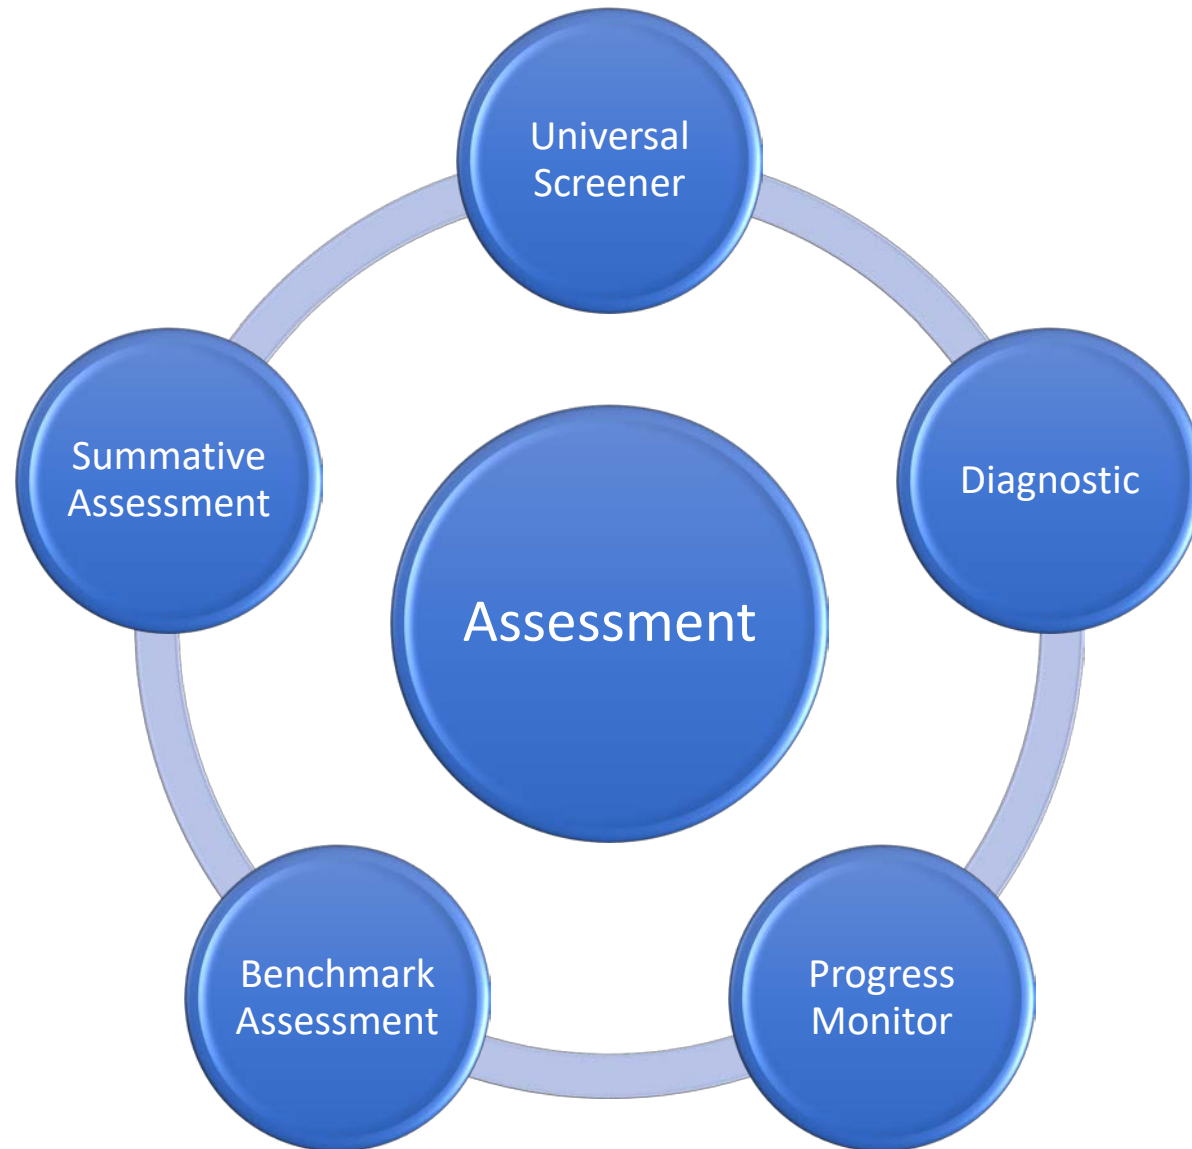 Universal
Screener
Diagnostic
Progress
Monitor
Benchmark
Assessment
Summative
Assessment
Assessment